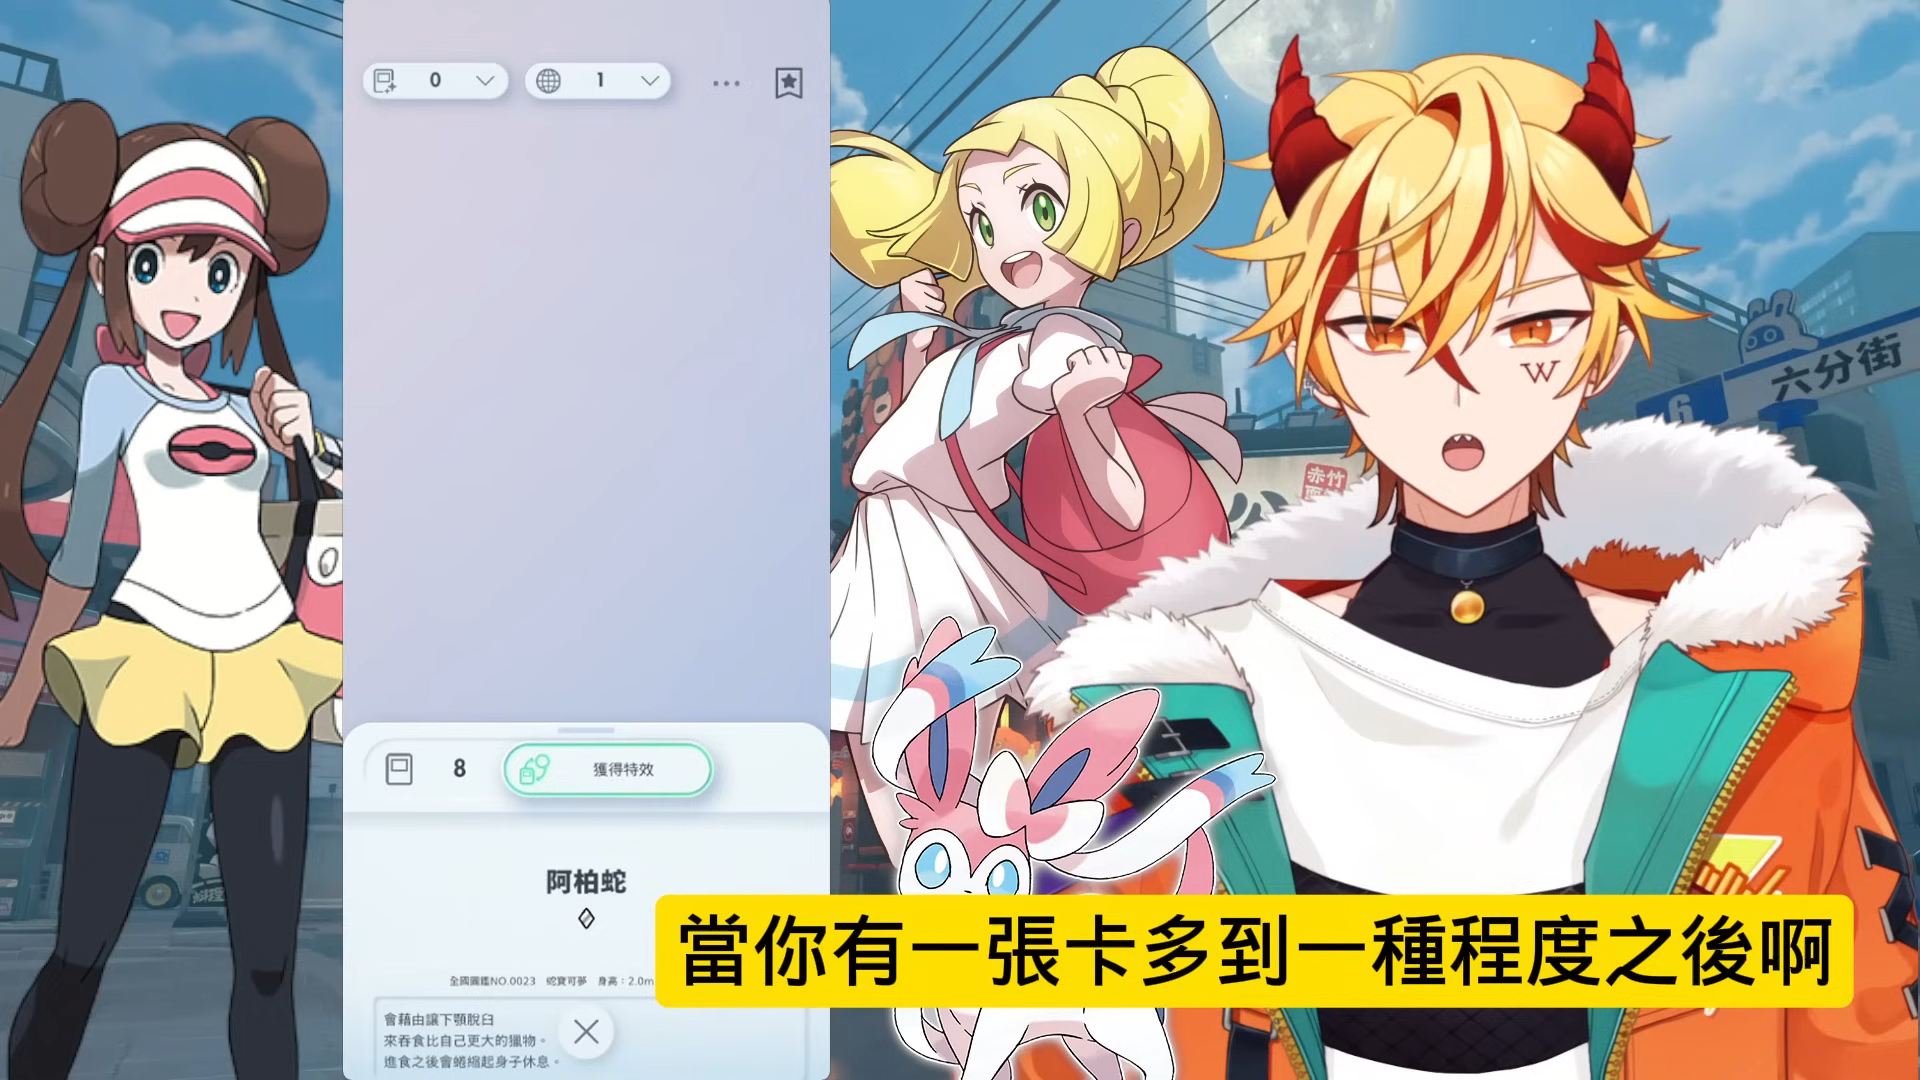 0
1
8
獲得特效
阿柏蛇
全國圖鑑NO.0023 蛇寶可夢 身高：2.0m
會藉由讓下顎脫臼
來吞食比自己更大的獵物。
進食之後會蜷縮起身子休息。
W
六分街
6
赤竹
當你有一張卡多到一種程度之後啊